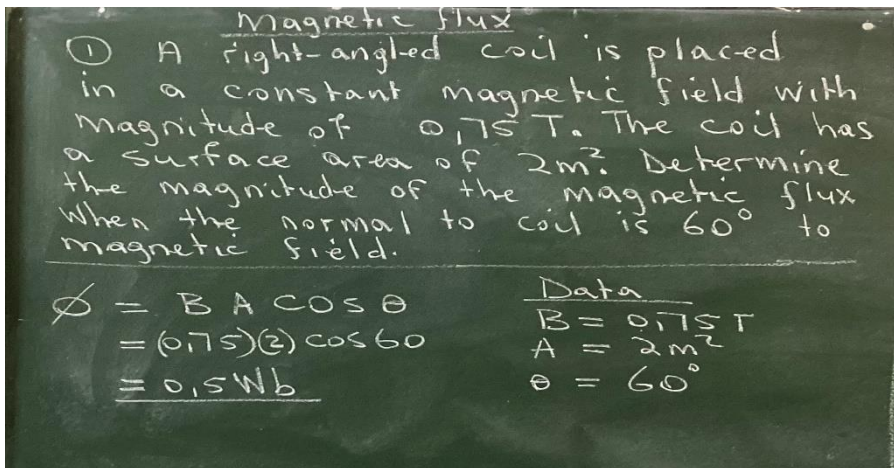 Magnetic flux
① A right-angled coil is placed
in a constant magnetic field with
magnitude of 0,75 T. The coil has
a surface area of 2m². Determine
the magnitude of the magnetic flux
when the normal to coil is 60° to
magnetic field.
Ø = B A cos θ
= (0,75)(2) cos 60
= 0,5 Wb
Data
B = 0,75 T
A = 2m²
θ = 60°